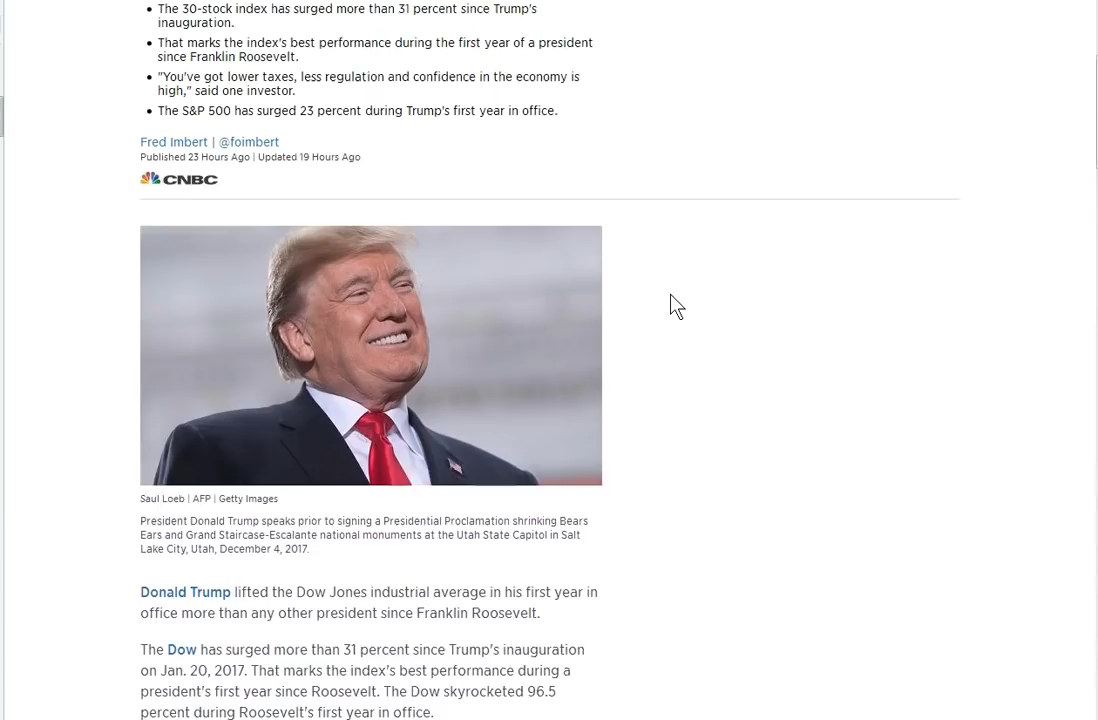 The 30-stock index has surged more than 31 percent since Trump's
inauguration.
That marks the index's best performance during the first year of a president
since Franklin Roosevelt.
"You've got lower taxes, less regulation and confidence in the economy is
high," said one investor.
The S&P 500 has surged 23 percent during Trump's first year in office.
Fred Imbert | @foimbert
Published 23 Hours Ago | Updated 19 Hours Ago
CNBC
Saul Loeb | AFP | Getty Images
President Donald Trump speaks prior to signing a Presidential Proclamation shrinking Bears
Ears and Grand Staircase-Escalante national monuments at the Utah State Capitol in Salt
Lake City, Utah, December 4, 2017.
Donald Trump lifted the Dow Jones industrial average in his first year in
office more than any other president since Franklin Roosevelt.
The Dow has surged more than 31 percent since Trump's inauguration
on Jan. 20, 2017. That marks the index's best performance during a
president's first year since Roosevelt. The Dow skyrocketed 96.5
percent during Roosevelt's first year in office.